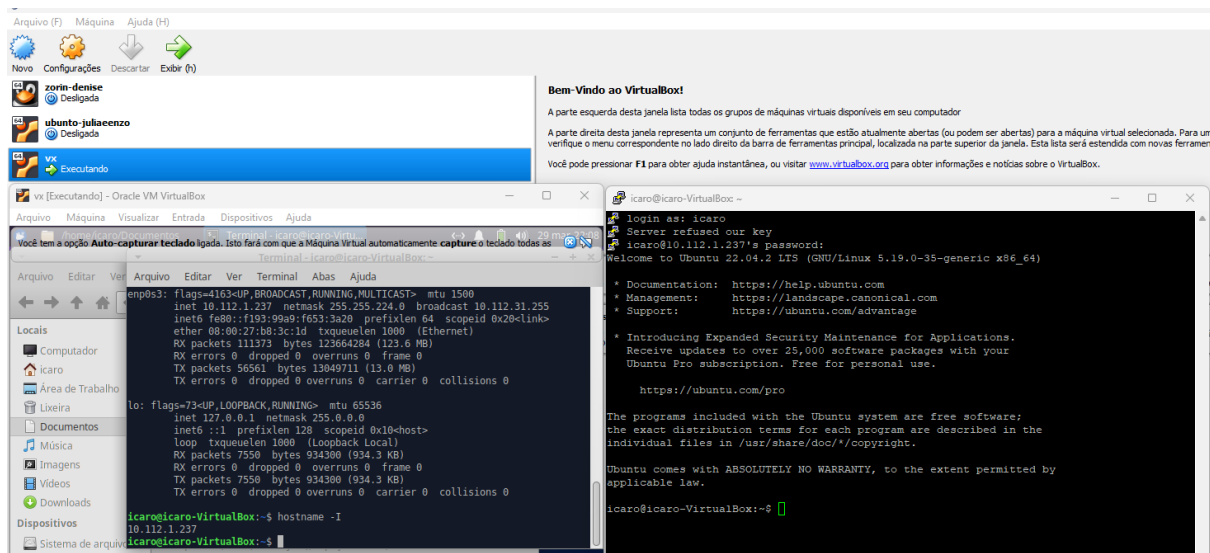 Arquivo (F) Máquina Ajuda (H)
Novo Configurações Descartar Exibir (h)
64 zorin-denise
Desligada
64 ubunto-juliaeenzo
Desligada
64 vx
Executando
Bem-Vindo ao VirtualBox!
A parte esquerda desta janela lista todas os grupos de máquinas virtuais disponíveis em seu computador
A parte direita desta janela representa um conjunto de ferramentas que estão atualmente abertas (ou podem ser abertas) para a máquina virtual selecionada. Para um
verifique o menu correspondente no lado direito da barra de ferramentas principal, localizada na parte superior da janela. Esta lista será estendida com novas ferramen
Você pode pressionar F1 para obter ajuda instantânea, ou visitar www.virtualbox.org para obter informações e notícias sobre o VirtualBox.
vx [Executando] - Oracle VM VirtualBox
Arquivo Máquina Visualizar Entrada Dispositivos Ajuda
/home/icaro/Documentos Terminal - icaro@icaro-Virtu... 29 mar
Você tem a opção Auto-capturar teclado ligada. Isto fará com que a Máquina Virtual automaticamente capture o teclado todas as
Terminal - icaro@icaro-VirtualBox: ~
Arquivo Editar Ver
Arquivo Editar Ver Terminal Abas Ajuda
Locais
Computador
icaro
Área de Trabalho
Lixeira
Documentos
Música
Imagens
Vídeos
Downloads
Dispositivos
Sistema de arquiv
enp0s3: flags=4163<UP,BROADCAST,RUNNING,MULTICAST> mtu 1500
inet 10.112.1.237 netmask 255.255.224.0 broadcast 10.112.31.255
inet6 fe80::f193:99a9:f653:3a20 prefixlen 64 scopeid 0x20<link>
ether 08:00:27:b8:3c:1d txqueuelen 1000 (Ethernet)
RX packets 111373 bytes 123664284 (123.6 MB)
RX errors 0 dropped 0 overruns 0 frame 0
TX packets 56561 bytes 13049711 (13.0 MB)
TX errors 0 dropped 0 overruns 0 carrier 0 collisions 0
lo: flags=73<UP,LOOPBACK,RUNNING> mtu 65536
inet 127.0.0.1 netmask 255.0.0.0
inet6 ::1 prefixlen 128 scopeid 0x10<host>
loop txqueuelen 1000 (Loopback Local)
RX packets 7550 bytes 934300 (934.3 KB)
RX errors 0 dropped 0 overruns 0 frame 0
TX packets 7550 bytes 934300 (934.3 KB)
TX errors 0 dropped 0 overruns 0 carrier 0 collisions 0
icaro@icaro-VirtualBox:~$ hostname -I
10.112.1.237
icaro@icaro-VirtualBox:~$
icaro@icaro-VirtualBox: ~
login as: icaro
Server refused our key
icaro@10.112.1.237's password:
Welcome to Ubuntu 22.04.2 LTS (GNU/Linux 5.19.0-35-generic x86_64)
* Documentation: https://help.ubuntu.com
* Management: https://landscape.canonical.com
* Support: https://ubuntu.com/advantage
* Introducing Expanded Security Maintenance for Applications.
Receive updates to over 25,000 software packages with your
Ubuntu Pro subscription. Free for personal use.
https://ubuntu.com/pro
The programs included with the Ubuntu system are free software;
the exact distribution terms for each program are described in the
individual files in /usr/share/doc/*/copyright.
Ubuntu comes with ABSOLUTELY NO WARRANTY, to the extent permitted by
applicable law.
icaro@icaro-VirtualBox:~$